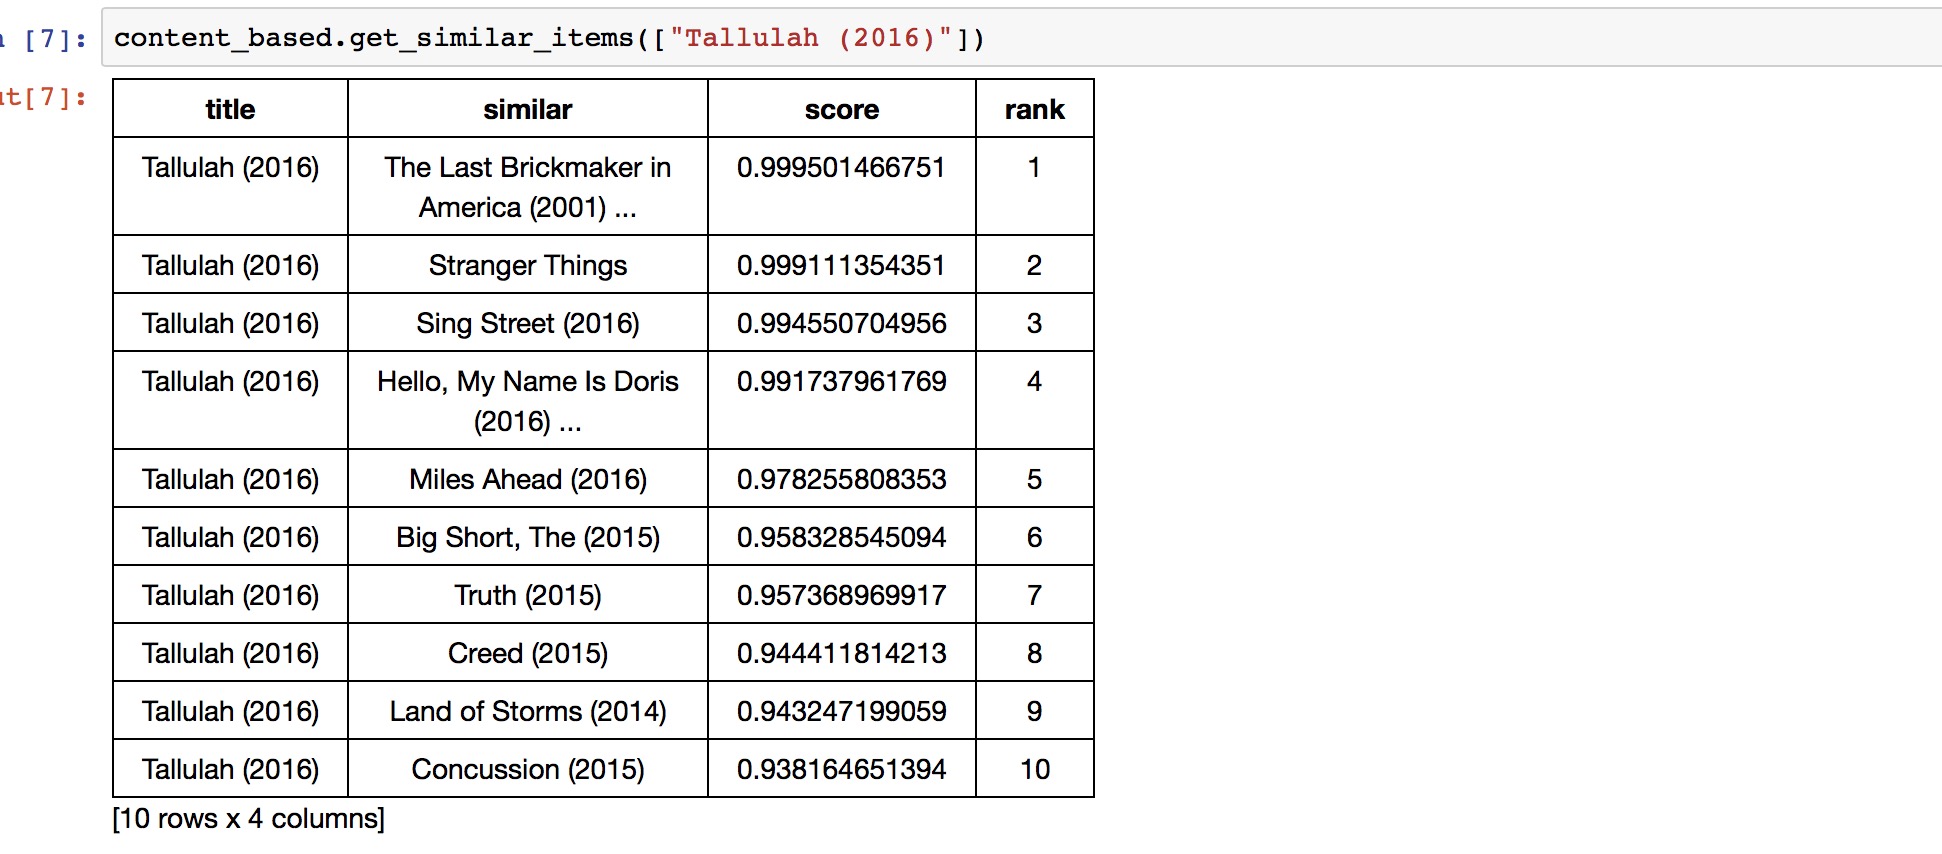 [7]: content_based.get_similar_items(["Tallulah (2016)"])
t[7]:
title similar score rank
Tallulah (2016) The Last Brickmaker in 0.999501466751 1
America (2001) ...
Tallulah (2016) Stranger Things 0.999111354351 2
Tallulah (2016) Sing Street (2016) 0.994550704956 3
Tallulah (2016) Hello, My Name Is Doris 0.991737961769 4
(2016) ...
Tallulah (2016) Miles Ahead (2016) 0.978255808353 5
Tallulah (2016) Big Short, The (2015) 0.958328545094 6
Tallulah (2016) Truth (2015) 0.957368969917 7
Tallulah (2016) Creed (2015) 0.944411814213 8
Tallulah (2016) Land of Storms (2014) 0.943247199059 9
Tallulah (2016) Concussion (2015) 0.938164651394 10
[10 rows x 4 columns]